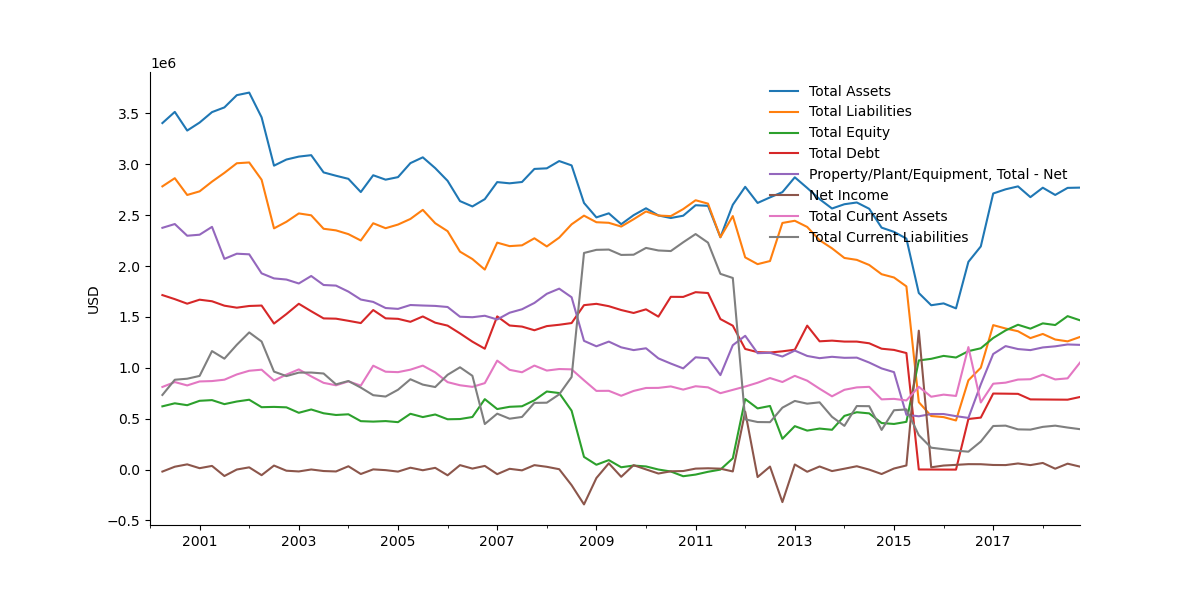 1e6
3.5
3.0
2.5
2.0
1.5
1.0
0.5
0.0
−0.5
USD
Total Assets
Total Liabilities
Total Equity
Total Debt
Property/Plant/Equipment, Total - Net
Net Income
Total Current Assets
Total Current Liabilities
2001 2003 2005 2007 2009 2011 2013 2015 2017